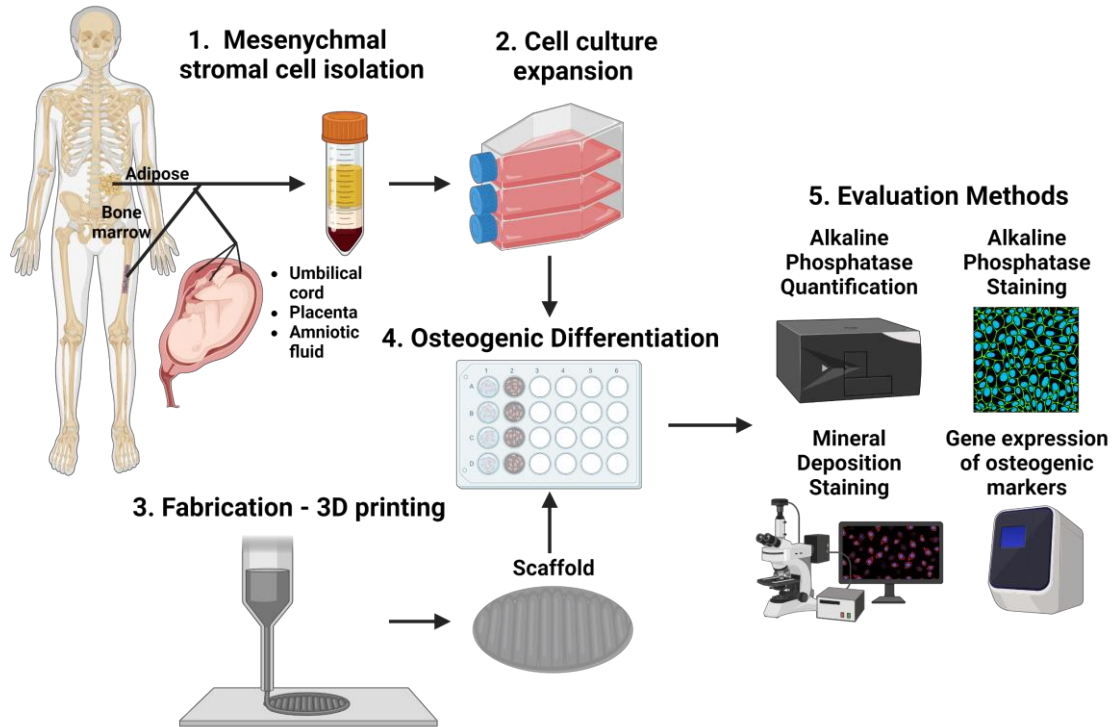 1. Mesenychmal
stromal cell isolation
2. Cell culture
expansion
Adipose
Bone
marrow
• Umbilical
cord
• Placenta
• Amniotic
fluid
3. Fabrication - 3D printing
Scaffold
4. Osteogenic Differentiation
1 2 3 4 5 6
A
B
C
D
5. Evaluation Methods
Alkaline
Phosphatase
Quantification
Alkaline
Phosphatase
Staining
Mineral
Deposition
Staining
Gene expression
of osteogenic
markers